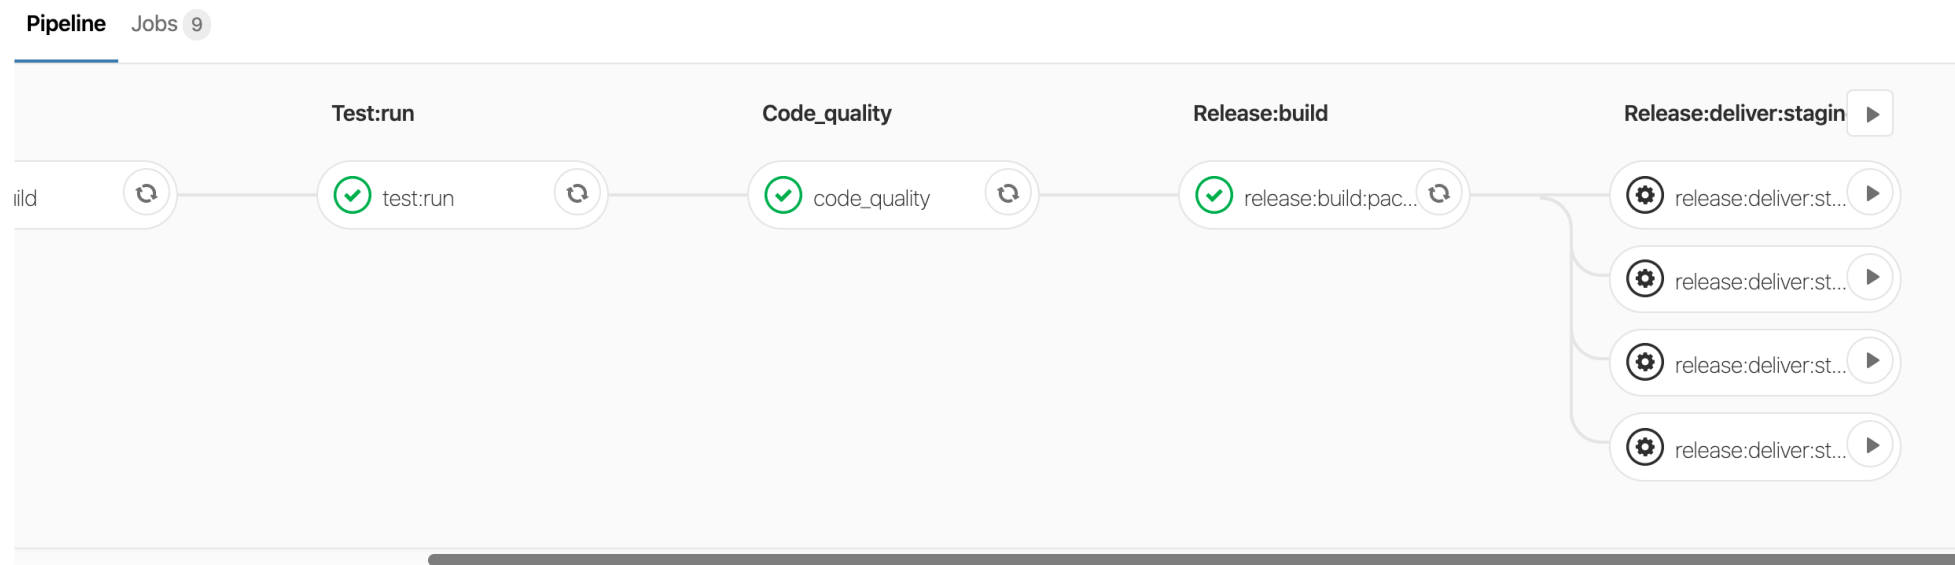 Pipeline Jobs 9
Test:run Code_quality Release:build Release:deliver:stagin
ild test:run code_quality release:build:pac... release:deliver:st...
release:deliver:st...
release:deliver:st...
release:deliver:st...